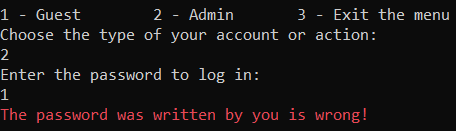 1 - Guest 2 - Admin 3 - Exit the menu
Choose the type of your account or action:
2
Enter the password to log in:
1
The password was written by you is wrong!